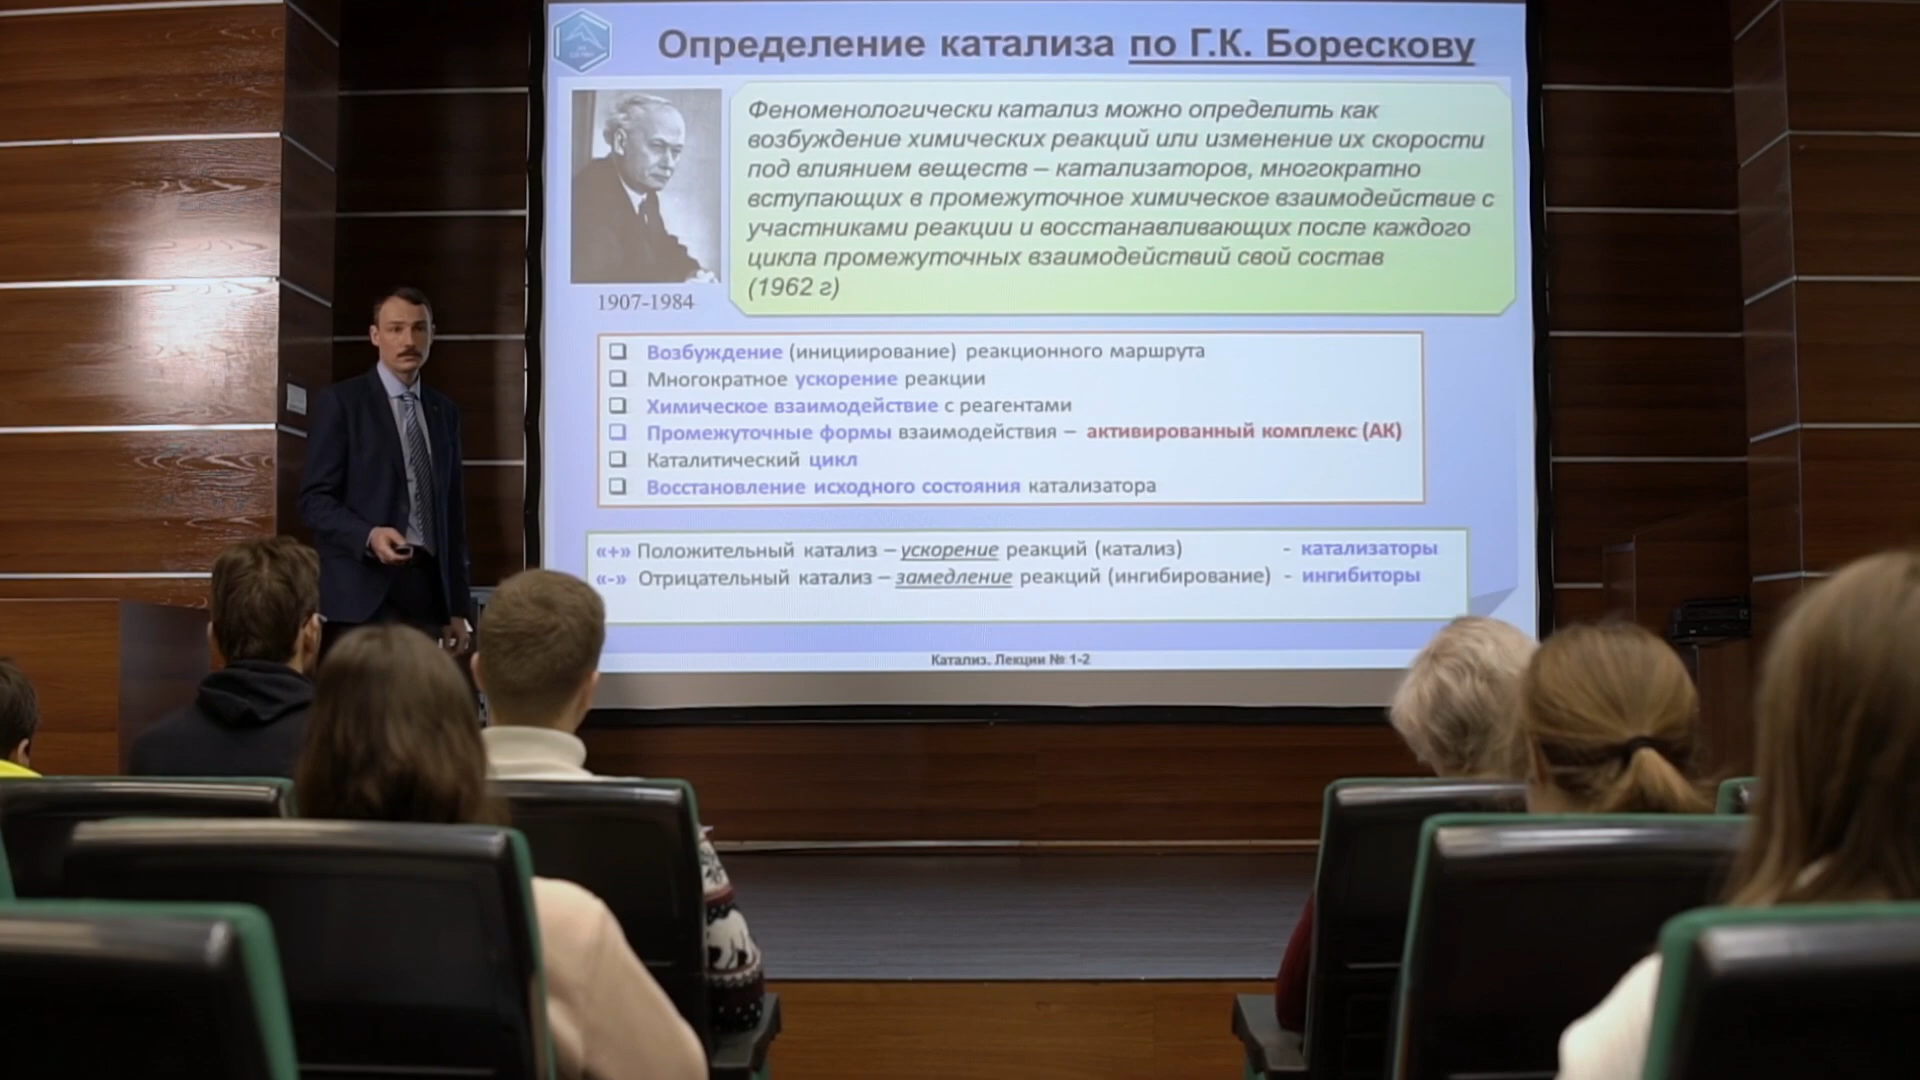 Определение катализа по Г.К. Борескову
Феноменологически катализ можно определить как
возбуждение химических реакций или изменение их скорости
под влиянием веществ – катализаторов, многократно
вступающих в промежуточное химическое взаимодействие с
участниками реакции и восстанавливающих после каждого
цикла промежуточных взаимодействий свой состав
(1962 г)
1907-1984
Возбуждение (инициирование) реакционного маршрута
Многократное ускорение реакции
Химическое взаимодействие с реагентами
Промежуточные формы взаимодействия – активированный комплекс (АК)
Каталитический цикл
Восстановление исходного состояния катализатора
«+» Положительный катализ – ускорение реакций (катализ) - катализаторы
«-» Отрицательный катализ – замедление реакций (ингибирование) - ингибиторы
Катализ. Лекции № 1-2